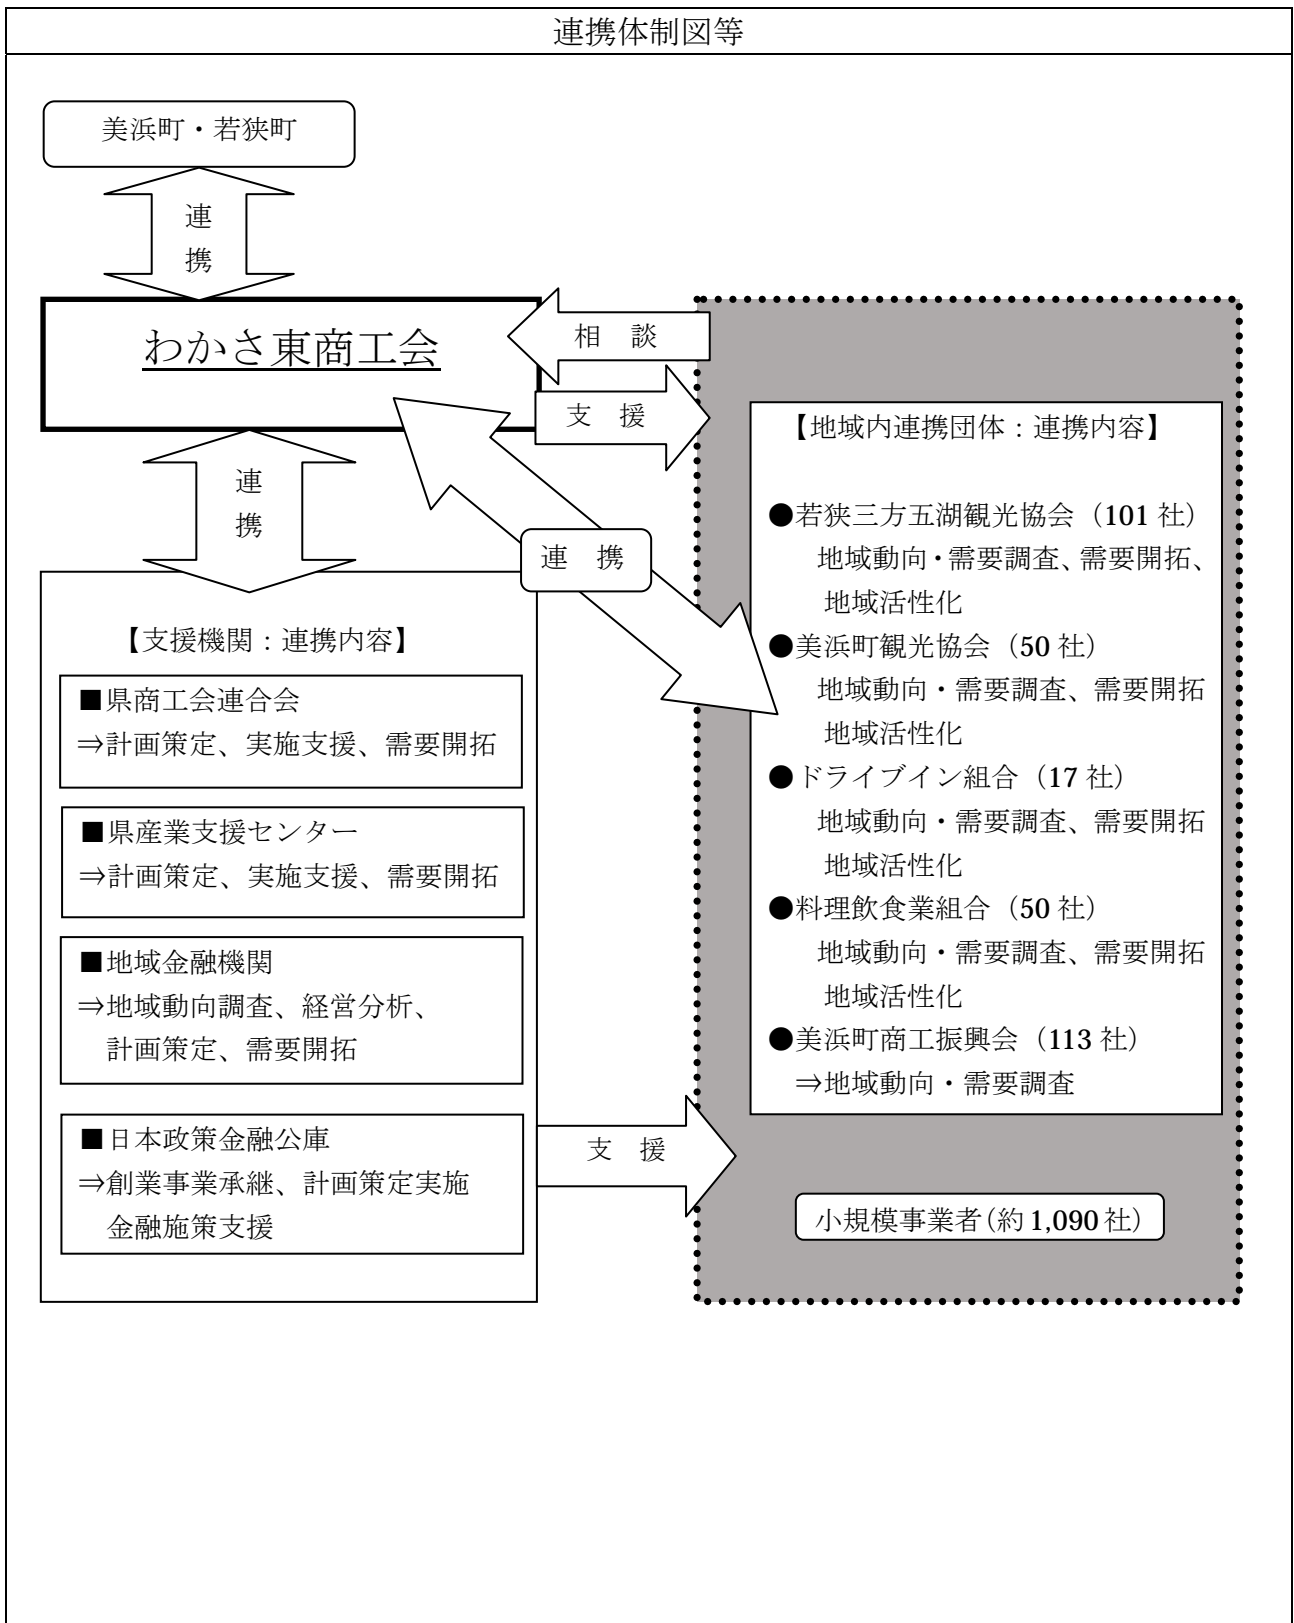 連携体制図等
美浜町・若狭町
連
携
わかさ東商工会
相 談
支 援
連
携
連 携
【支援機関:連携内容】
■県商工会連合会
⇒計画策定、実施支援、需要開拓
■県産業支援センター
⇒計画策定、実施支援、需要開拓
■地域金融機関
⇒地域動向調査、経営分析、
計画策定、需要開拓
■日本政策金融公庫
⇒創業事業承継、計画策定実施
金融施策支援
支 援
【地域内連携団体:連携内容】
●若狭三方五湖観光協会(101 社)
地域動向・需要調査、需要開拓、
地域活性化
●美浜町観光協会(50 社)
地域動向・需要調査、需要開拓
地域活性化
●ドライブイン組合(17 社)
地域動向・需要調査、需要開拓
地域活性化
●料理飲食業組合(50 社)
地域動向・需要調査、需要開拓
地域活性化
●美浜町商工振興会(113 社)
⇒地域動向・需要調査
小規模事業者(約 1,090 社)